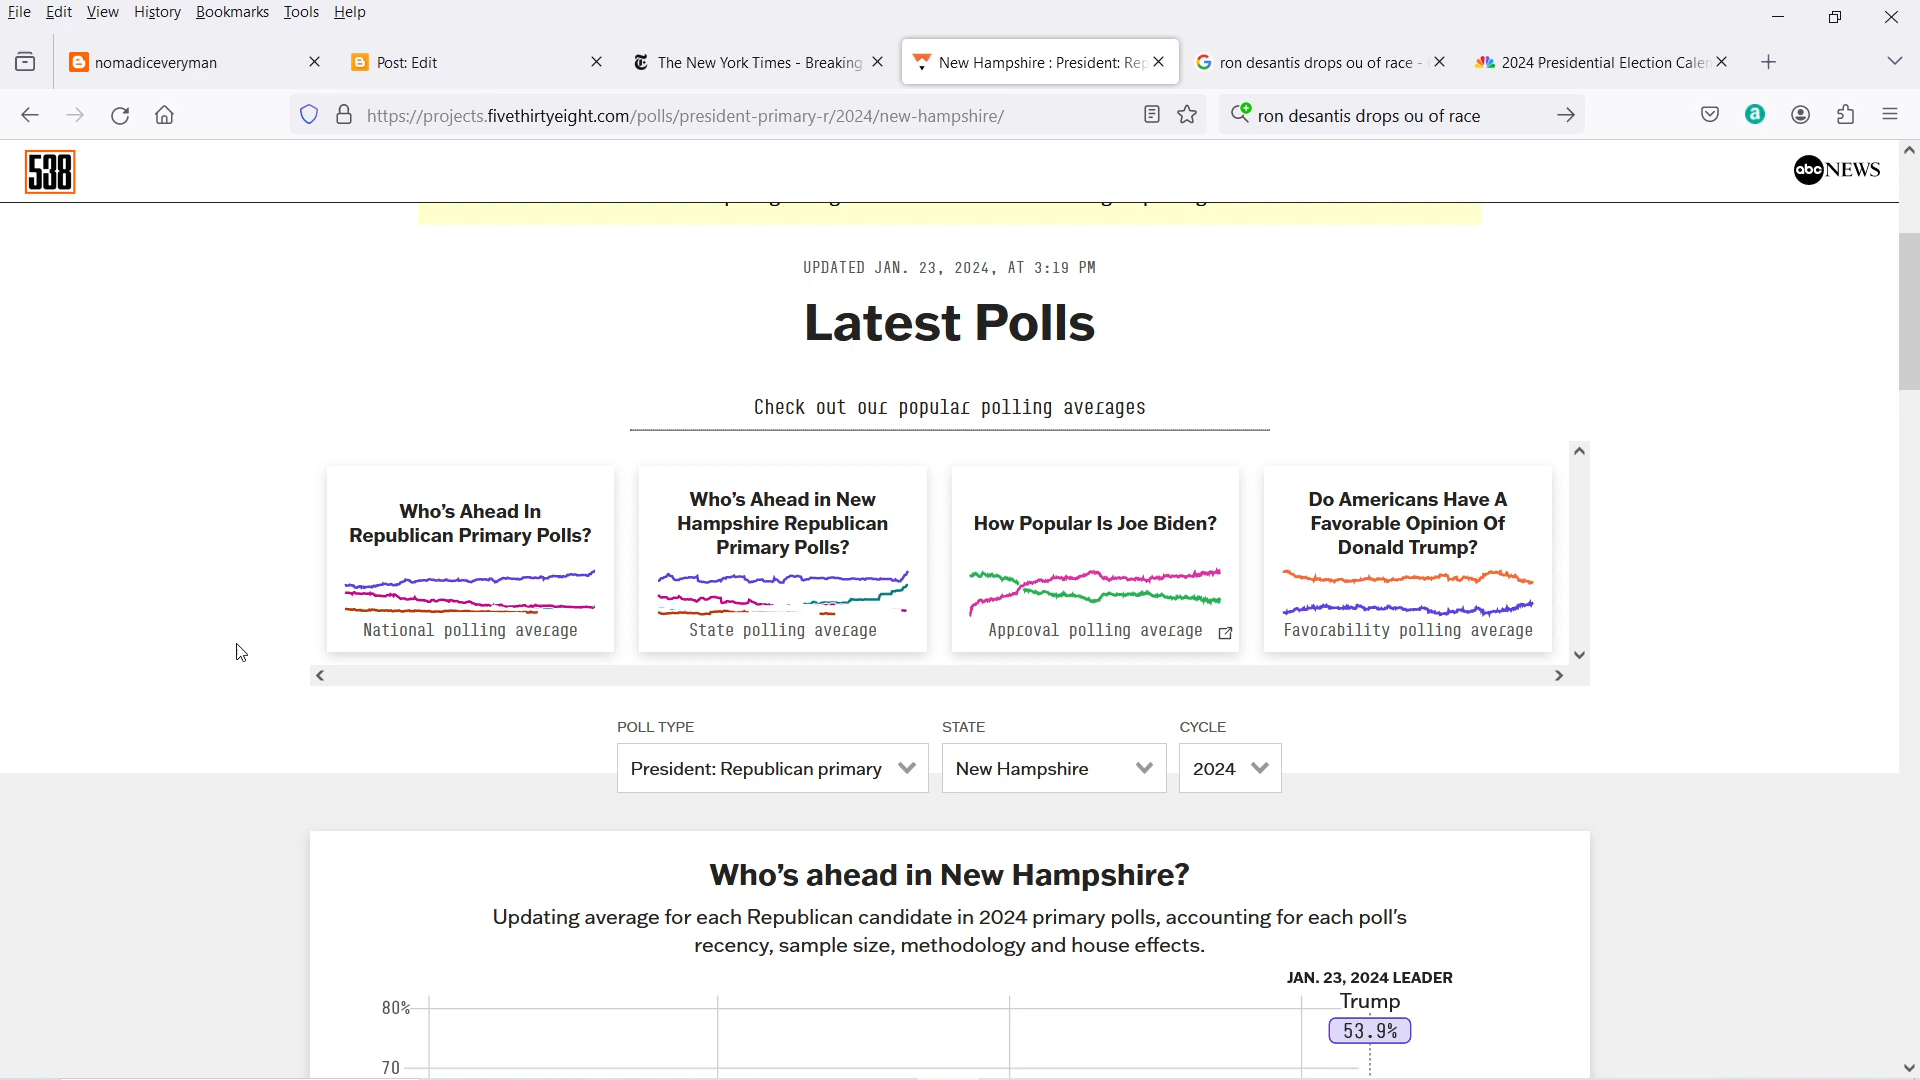 File Edit View History Bookmarks Tools Help
nomadiceveryman
Post: Edit
The New York Times - Breaking
New Hampshire : President: Rep
ron desantis drops ou of race -
2024 Presidential Election Calen
https://projects.fivethirtyeight.com/polls/president-primary-r/2024/new-hampshire/
ron desantis drops ou of race
538
abc NEWS
UPDATED JAN. 23, 2024, AT 3:19 PM
Latest Polls
Check out our popular polling averages
Who's Ahead In
Republican Primary Polls?
National polling average
Who's Ahead in New
Hampshire Republican
Primary Polls?
State polling average
How Popular Is Joe Biden?
Approval polling average
Do Americans Have A
Favorable Opinion Of
Donald Trump?
Favorability polling average
POLL TYPE
President: Republican primary
STATE
New Hampshire
CYCLE
2024
Who's ahead in New Hampshire?
Updating average for each Republican candidate in 2024 primary polls, accounting for each poll's
recency, sample size, methodology and house effects.
JAN. 23, 2024 LEADER
Trump
53.9%
80%
70